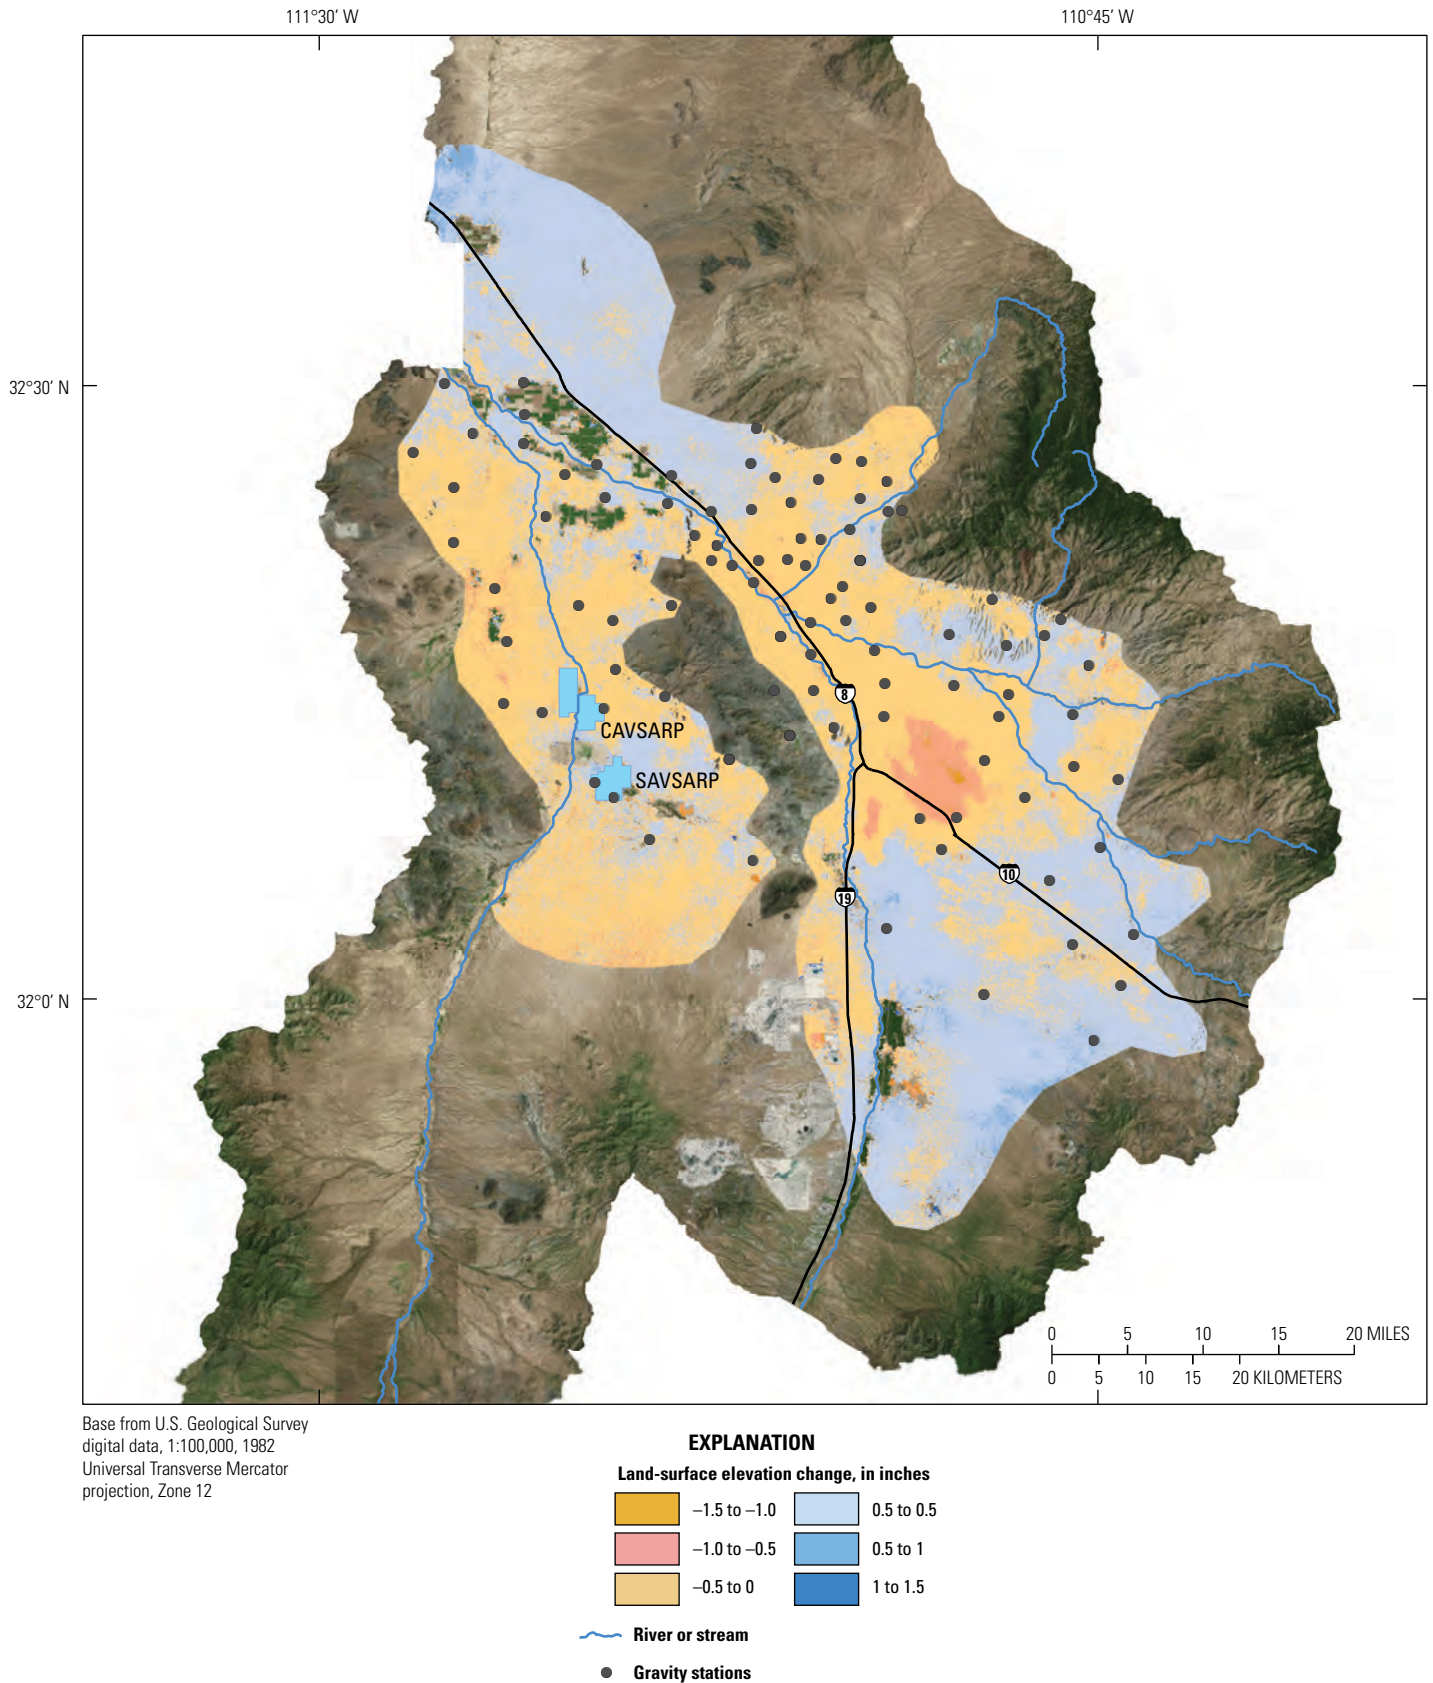 111°30′ W
110°45′ W
32°30′ N
32°0′ N
CAVSARP
SAVSARP
8
10
19
0 5 10 15 20 MILES
0 5 10 15 20 KILOMETERS
Base from U.S. Geological Survey
digital data, 1:100,000, 1982
Universal Transverse Mercator
projection, Zone 12
EXPLANATION
Land-surface elevation change, in inches
–1.5 to –1.0
0.5 to 0.5
–1.0 to –0.5
0.5 to 1
–0.5 to 0
1 to 1.5
River or stream
Gravity stations